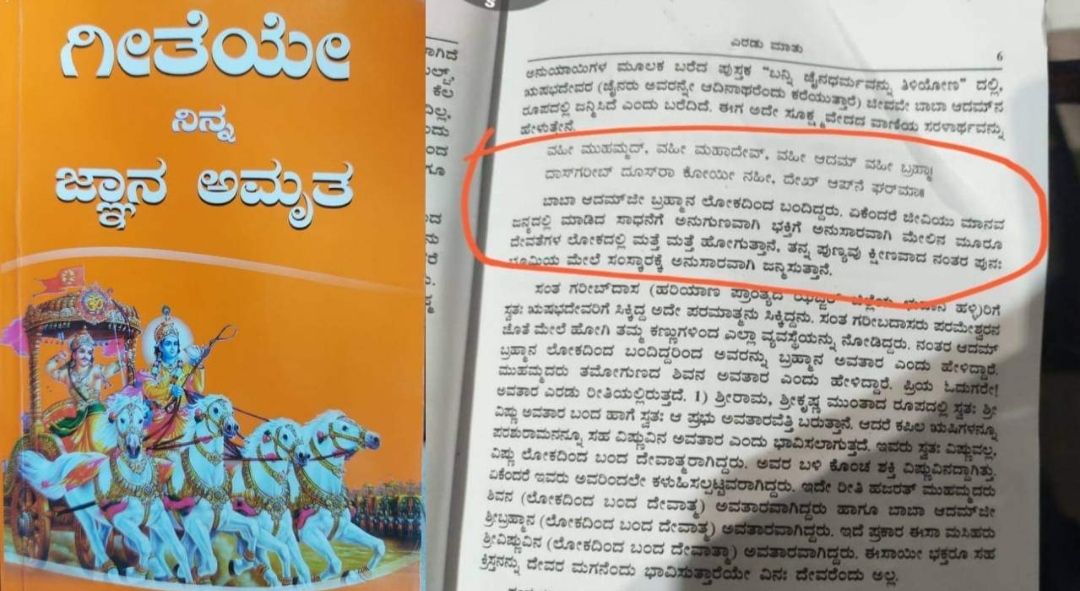 ಗೀತೆಯೇ
ನಿನ್ನ
ಜ್ಞಾನ ಅಮೃತ
ಎರಡು ಮಾತು 6
ಅನುಯಾಯಿಗಳ ಮೂಲಕ ಬರೆದ ಪುಸ್ತಕ "ಬನ್ನಿ ಜೈನಧರ್ಮವನ್ನು ತಿಳಿಯೋಣ" ದಲ್ಲಿ,
ಋಷಭದೇವರ (ಜೈನರು ಅವರನ್ನೇ ಆದಿನಾಥರೆಂದು ಕರೆಯುತ್ತಾರೆ) ಜೀವವೇ ಬಾಬಾ ಆದಮ್‌ನ
ರೂಪದಲ್ಲಿ ಜನ್ಮಿಸಿದೆ ಎಂದು ಬರೆದಿದೆ. ಈಗ ಅದೇ ಸೂಕ್ಷ್ಮವೇದದ ವಾಣಿಯ ಸರಳಾರ್ಥವನ್ನು
ಹೇಳುತ್ತೇನೆ.
ವಹೀ ಮುಹಮ್ಮದ್, ವಹೀ ಮಹಾದೇವ್, ವಹೀ ಆದಮ್ ವಹೀ ಬ್ರಹ್ಮಾ।
ದಾಸ್‌ಗರೀಬ್ ದೂಸ್‌ರಾ ಕೋಯೀ ನಹೀ, ದೇಖ್ ಆಪ್‌ನೆ ಘರ್‌ಮಾ॥
ಬಾಬಾ ಆದಮ್‌ಜೀ ಬ್ರಹ್ಮಾನ ಲೋಕದಿಂದ ಬಂದಿದ್ದರು. ಏಕೆಂದರೆ ಜೀವಿಯು ಮಾನವ
ಜನ್ಮದಲ್ಲಿ ಮಾಡಿದ ಸಾಧನೆಗೆ ಅನುಗುಣವಾಗಿ ಭಕ್ತಿಗೆ ಅನುಸಾರವಾಗಿ ಮೇಲಿನ ಮೂರೂ
ದೇವತೆಗಳ ಲೋಕದಲ್ಲಿ ಮತ್ತೆ ಮತ್ತೆ ಹೋಗುತ್ತಾನೆ, ತನ್ನ ಪುಣ್ಯವು ಕ್ಷೀಣವಾದ ನಂತರ ಪುನಃ
ಭೂಮಿಯ ಮೇಲೆ ಸಂಸ್ಕಾರಕ್ಕೆ ಅನುಸಾರವಾಗಿ ಜನ್ಮಿಸುತ್ತಾನೆ.
ಸಂತ ಗರೀಬ್‌ದಾಸ (ಹರಿಯಾಣ ಪ್ರಾಂತ್ಯದ ಹಳ್ಳಿ)ರಿಗೆ
ಸ್ವತಃ ಋಷಭದೇವರಿಗೆ ಸಿಕ್ಕಿದ್ದ ಅದೇ ಪರಮಾತ್ಮನು ಸಿಕ್ಕಿದ್ದನು. ಸಂತ ಗರೀಬದಾಸರು ಪರಮೇಶ್ವರನ
ಜೊತೆ ಮೇಲೆ ಹೋಗಿ ತಮ್ಮ ಕಣ್ಣುಗಳಿಂದ ಎಲ್ಲಾ ವ್ಯವಸ್ಥೆಯನ್ನು ನೋಡಿದ್ದರು. ನಂತರ ಆದಮ್
ಬ್ರಹ್ಮಾನ ಲೋಕದಿಂದ ಬಂದಿದ್ದರಿಂದ ಅವರನ್ನು ಬ್ರಹ್ಮಾನ ಅವತಾರ ಎಂದು ಹೇಳಿದ್ದಾರೆ.
ಮುಹಮ್ಮದರು ತಮೋಗುಣದ ಶಿವನ ಅವತಾರ ಎಂದು ಹೇಳಿದ್ದಾರೆ. ಪ್ರಿಯ ಓದುಗರೇ!
ಅವತಾರ ಎರಡು ರೀತಿಯಲ್ಲಿರುತ್ತದೆ. 1) ಶ್ರೀರಾಮ, ಶ್ರೀಕೃಷ್ಣ ಮುಂತಾದ ರೂಪದಲ್ಲಿ ಸ್ವತಃ ಶ್ರೀ
ವಿಷ್ಣು ಅವತಾರ ಬಂದ ಹಾಗೆ ಸ್ವತಃ ಆ ಪ್ರಭು ಅವತಾರವೆತ್ತಿ ಬರುತ್ತಾನೆ. ಆದರೆ ಕಪಿಲ ಋಷಿಗಳನ್ನೂ
ಪರಶುರಾಮನನ್ನೂ ಸಹ ವಿಷ್ಣುವಿನ ಅವತಾರ ಎಂದು ಭಾವಿಸಲಾಗುತ್ತದೆ. ಇವರು ಸ್ವತಃ ವಿಷ್ಣುವಲ್ಲ,
ವಿಷ್ಣು ಲೋಕದಿಂದ ಬಂದ ದೇವಾತ್ಮರಾಗಿದ್ದರು. ಅವರ ಬಳಿ ಕೊಂಚ ಶಕ್ತಿ ವಿಷ್ಣುವಿನದ್ದಾಗಿತ್ತು
ಏಕೆಂದರೆ ಇವರು ಅವರಿಂದಲೇ ಕಳುಹಿಸಲ್ಪಟ್ಟವರಾಗಿದ್ದರು. ಇದೇ ರೀತಿ ಹಜರತ್ ಮುಹಮ್ಮದರು
ಶಿವನ (ಲೋಕದಿಂದ ಬಂದ ದೇವಾತ್ಮ) ಅವತಾರವಾಗಿದ್ದರು ಹಾಗೂ ಬಾಬಾ ಆದಮ್‌ಜೀ
ಶ್ರೀಬ್ರಹ್ಮಾನ (ಲೋಕದಿಂದ ಬಂದ ದೇವಾತ್ಮ) ಅವತಾರವಾಗಿದ್ದರು. ಇದೆ ಪ್ರಕಾರ ಈಸಾ ಮಸಿಹರು
ಶ್ರೀವಿಷ್ಣುವಿನ (ಲೋಕದಿಂದ ಬಂದ ದೇವಾತ್ಮಾ) ಅವತಾರವಾಗಿದ್ದರು. ಈಸಾಯೀ ಭಕ್ತರೂ ಸಹ
ಕ್ರಿಸ್ತನನ್ನು ದೇವರ ಮಗನೆಂದು ಭಾವಿಸುತ್ತಾರೆಯೇ ವಿನಃ ದೇವರೆಂದು ಅಲ್ಲ.